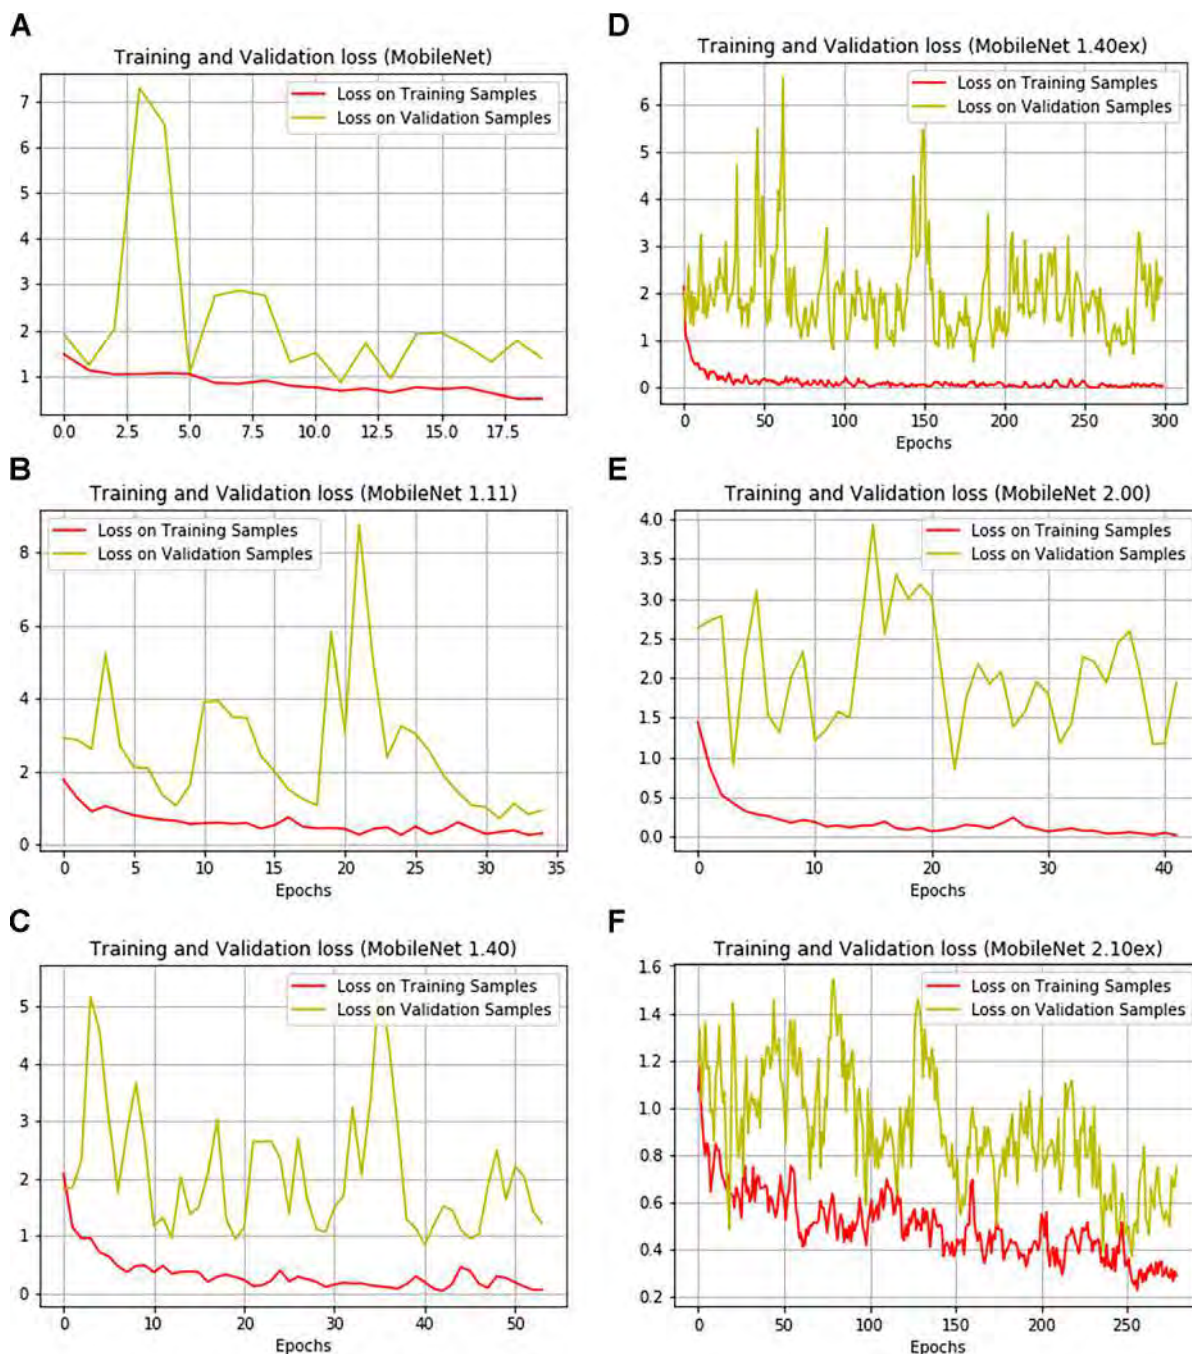 A
Training and Validation loss (MobileNet)
Loss on Training Samples
Loss on Validation Samples
7
6
5
4
3
2
1
0.0 2.5 5.0 7.5 10.0 12.5 15.0 17.5
B
Training and Validation loss (MobileNet 1.11)
Loss on Training Samples
Loss on Validation Samples
8
6
4
2
0
0 5 10 15 20 25 30 35
Epochs
C
Training and Validation loss (MobileNet 1.40)
Loss on Training Samples
Loss on Validation Samples
5
4
3
2
1
0
0 10 20 30 40 50
Epochs
D
Training and Validation loss (MobileNet 1.40ex)
Loss on Training Samples
Loss on Validation Samples
6
5
4
3
2
1
0
0 50 100 150 200 250 300
Epochs
E
Training and Validation loss (MobileNet 2.00)
Loss on Training Samples
Loss on Validation Samples
4.0
3.5
3.0
2.5
2.0
1.5
1.0
0.5
0.0
0 10 20 30 40
Epochs
F
Training and Validation loss (MobileNet 2.10ex)
Loss on Training Samples
Loss on Validation Samples
1.6
1.4
1.2
1.0
0.8
0.6
0.4
0.2
0 50 100 150 200 250
Epochs